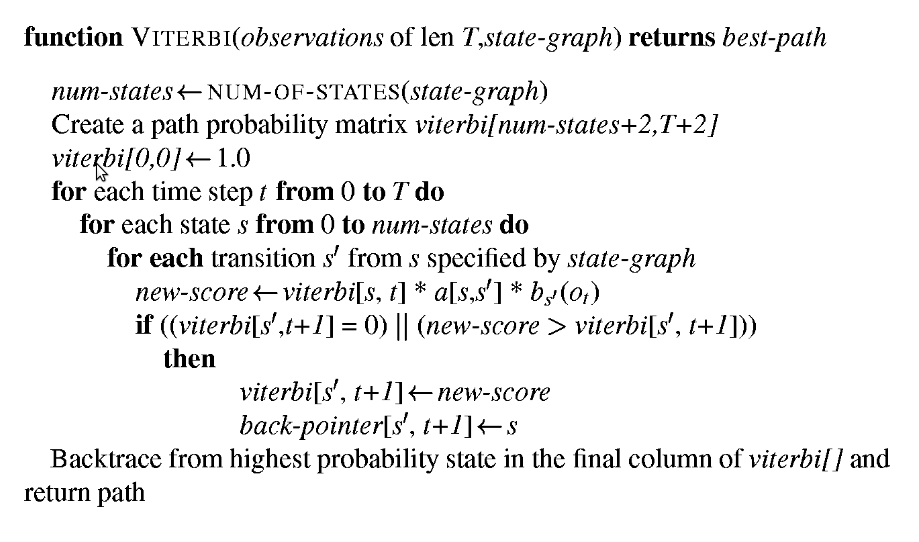 function VITERBI(observations of len T,state-graph) returns best-path
num-states←NUM-OF-STATES(state-graph)
Create a path probability matrix viterbi[num-states+2,T+2]
viterbi[0,0]←1.0
for each time step t from 0 to T do
for each state s from 0 to num-states do
for each transition s′ from s specified by state-graph
new-score←viterbi[s, t] * a[s,s′] * bs′(ot)
if ((viterbi[s′,t+1] = 0) || (new-score > viterbi[s′, t+1]))
then
viterbi[s′, t+1]←new-score
back-pointer[s′, t+1]←s
Backtrace from highest probability state in the final column of viterbi[] and
return path